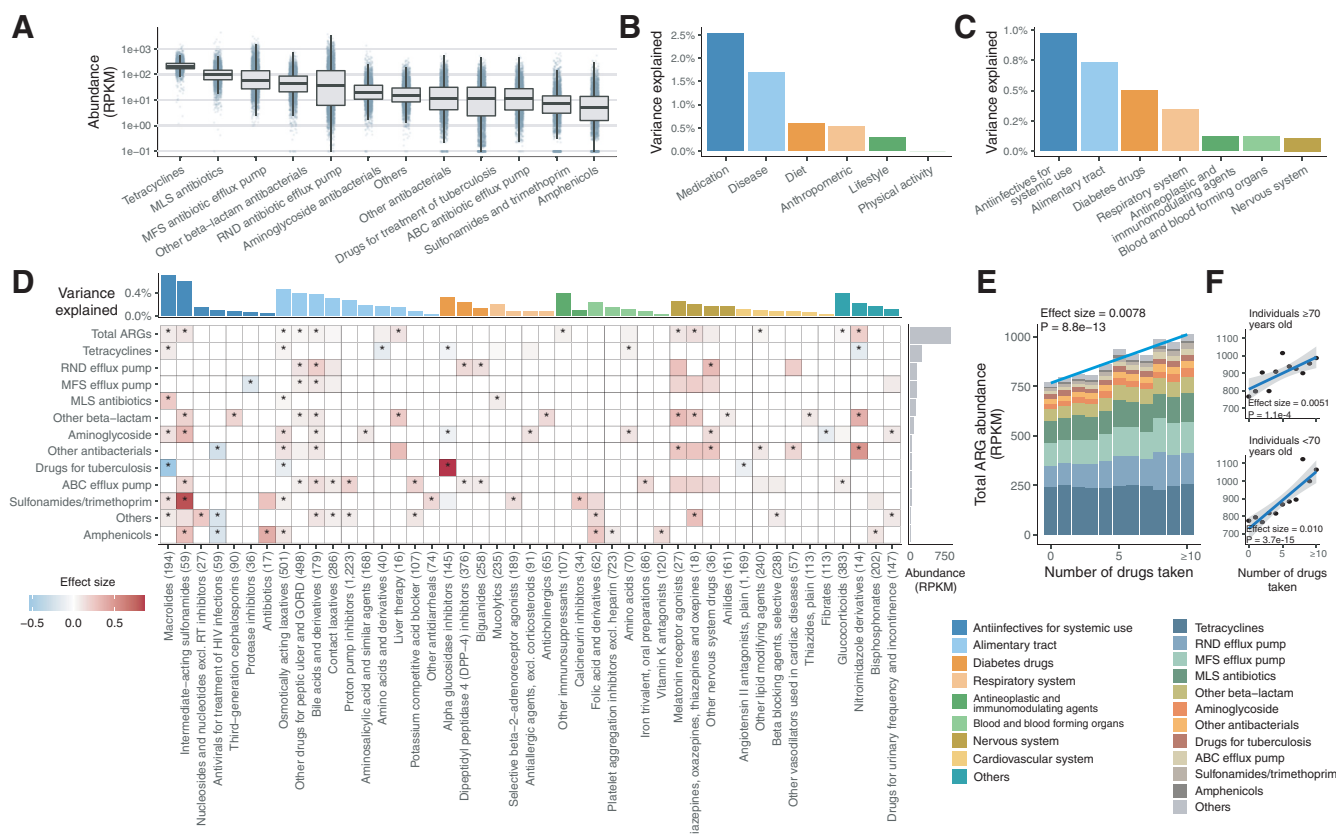 A
Abundance
(RPKM)
1e+03
1e+02
1e+01
1e+00
1e−01
Tetracyclines
MLS antibiotics
MFS antibiotic efflux pump
Other beta−lactam antibacterials
RND antibiotic efflux pump
Aminoglycoside antibacterials
Others
Other antibacterials
Drugs for treatment of tuberculosis
ABC antibiotic efflux pump
Sulfonamides and trimethoprim
Amphenicols
B
Variance explained
2.5%
2.0%
1.5%
1.0%
0.5%
0.0%
Medication
Disease
Diet
Anthropometric
Lifestyle
Physical activity
C
Variance explained
1.0%
0.8%
0.5%
0.2%
0.0%
Antiinfectives for
systemic use
Alimentary tract
Diabetes drugs
Respiratory system
Antineoplastic and
immunomodulating agents
Blood and blood forming organs
Nervous system
D
Variance
explained
0.4%
0.0%
Total ARGs
Tetracyclines
RND efflux pump
MFS efflux pump
MLS antibiotics
Other beta−lactam
Aminoglycoside
Other antibacterials
Drugs for tuberculosis
ABC efflux pump
Sulfonamides/trimethoprim
Others
Amphenicols
0 750
Abundance
(RPKM)
Effect size
−0.5 0.0 0.5
Macrolides (194)
Intermediate−acting sulfonamides (59)
Nucleosides and nucleotides excl. RT inhibitors (27)
Antivirals for treatment of HIV infections (59)
Third−generation cephalosporins (90)
Protease inhibitors (36)
Antibiotics (17)
Osmotically acting laxatives (501)
Other drugs for peptic ulcer and GORD (498)
Bile acids and derivatives (179)
Contact laxatives (286)
Proton pump inhibitors (1,223)
Aminosalicylic acid and similar agents (168)
Amino acids and derivatives (40)
Liver therapy (16)
Potassium competitive acid blocker (107)
Other antidiarrheals (74)
Alpha glucosidase inhibitors (145)
Dipeptidyl peptidase 4 (DPP−4) inhibitors (376)
Biguanides (258)
Mucolytics (235)
Selective beta−2−adrenoreceptor agonists (189)
Antiallergic agents, excl. corticosteroids (91)
Anticholinergics (65)
Other immunosuppressants (107)
Calcineurin inhibitors (34)
Folic acid and derivatives (62)
Platelet aggregation inhibitors excl. heparin (723)
Amino acids (70)
Iron trivalent, oral preparations (86)
Vitamin K antagonists (120)
Melatonin receptor agonists (27)
iazepines, oxazepines, thiazepines and oxepines (18)
Other nervous system drugs (36)
Anilides (161)
Angiotensin II antagonists, plain (1,169)
Other lipid modifying agents (240)
Beta blocking agents, selective (238)
Other vasodilators used in cardiac diseases (57)
Thiazides, plain (113)
Fibrates (113)
Glucocorticoids (383)
Nitroimidazole derivatives (14)
Bisphosphonates (202)
Drugs for urinary frequency and incontinence (147)
E
Effect size = 0.0078
P = 8.8e−13
Total ARG abundance
(RPKM)
1000
750
500
250
0
0 5 ≥10
Number of drugs taken
F
Individuals ≥70
years old
1100
1000
900
800
700
Effect size = 0.0051
P = 1.1e-4
Individuals <70
years old
1100
1000
900
800
700
Effect size = 0.010
P = 3.7e-15
0 5 ≥10
Number of drugs
taken
Antiinfectives for systemic use
Alimentary tract
Diabetes drugs
Respiratory system
Antineoplastic and
immunomodulating agents
Blood and blood forming organs
Nervous system
Cardiovascular system
Others
Tetracyclines
RND efflux pump
MFS efflux pump
MLS antibiotics
Other beta−lactam
Aminoglycoside
Other antibacterials
Drugs for tuberculosis
ABC efflux pump
Sulfonamides/trimethoprim
Amphenicols
Others